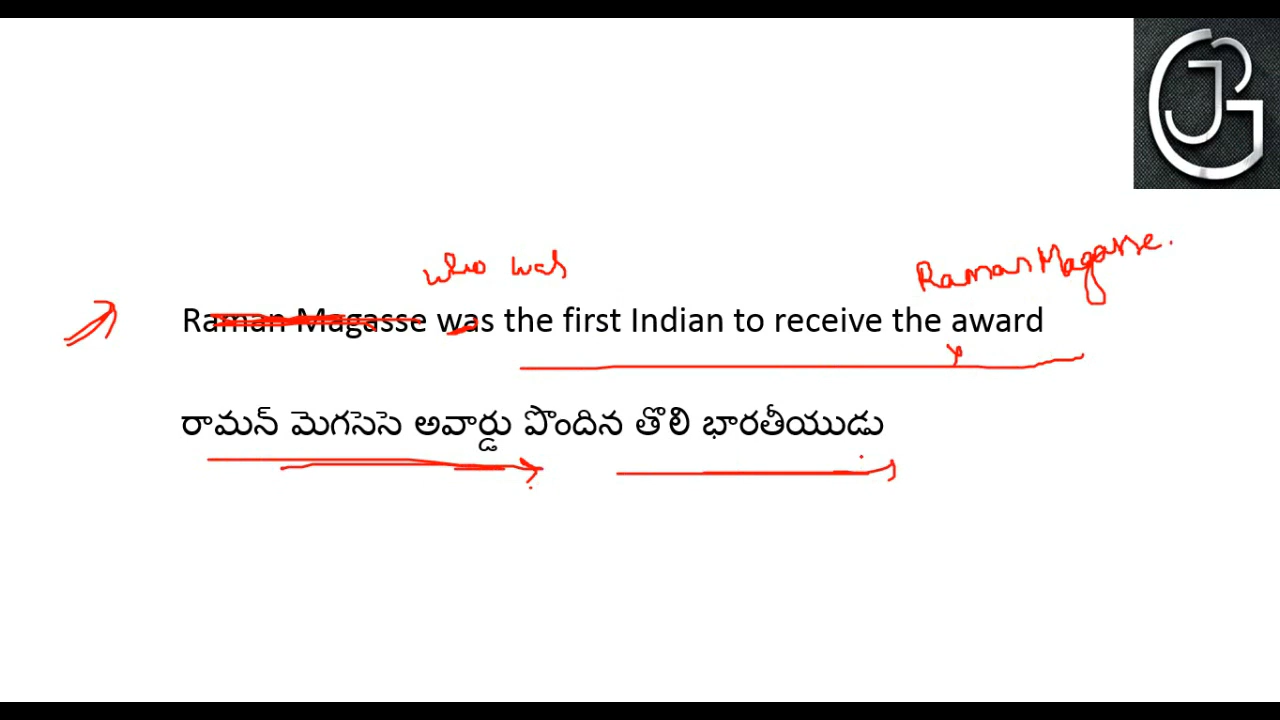 who was Raman Magasse.
Raman Magasse was the first Indian to receive the award
రామన్ మెగసెసె అవార్డు పొందిన తొలి భారతీయుడు